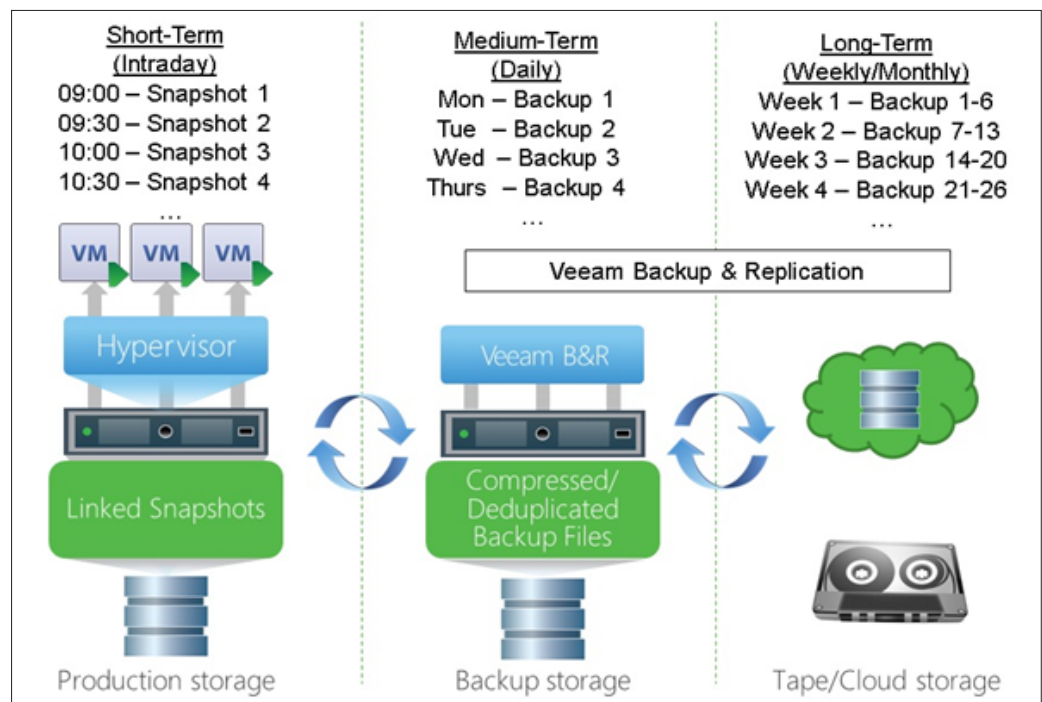 Short-Term
(Intraday)
09:00 – Snapshot 1
09:30 – Snapshot 2
10:00 – Snapshot 3
10:30 – Snapshot 4
...
VM
VM
VM
Hypervisor
Linked Snapshots
Production storage
Medium-Term
(Daily)
Mon – Backup 1
Tue – Backup 2
Wed – Backup 3
Thurs – Backup 4
...
Long-Term
(Weekly/Monthly)
Week 1 – Backup 1-6
Week 2 – Backup 7-13
Week 3 – Backup 14-20
Week 4 – Backup 21-26
...
Veeam Backup & Replication
Veeam B&R
Compressed/
Deduplicated
Backup Files
Backup storage
Tape/Cloud storage